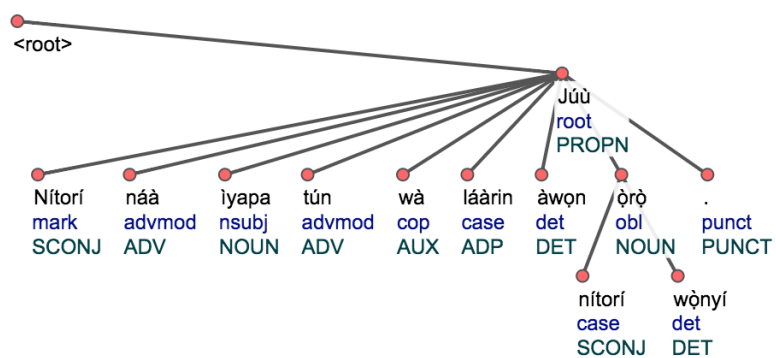 <root>
Júù
root
PROPN
Nítorí náà ìyapa tún wà láàrin àwọn ọ̀rọ̀ .
mark advmod nsubj advmod cop case det obl punct
SCONJ ADV NOUN ADV AUX ADP DET NOUN PUNCT
nítorí wọ̀nyí
case det
SCONJ DET